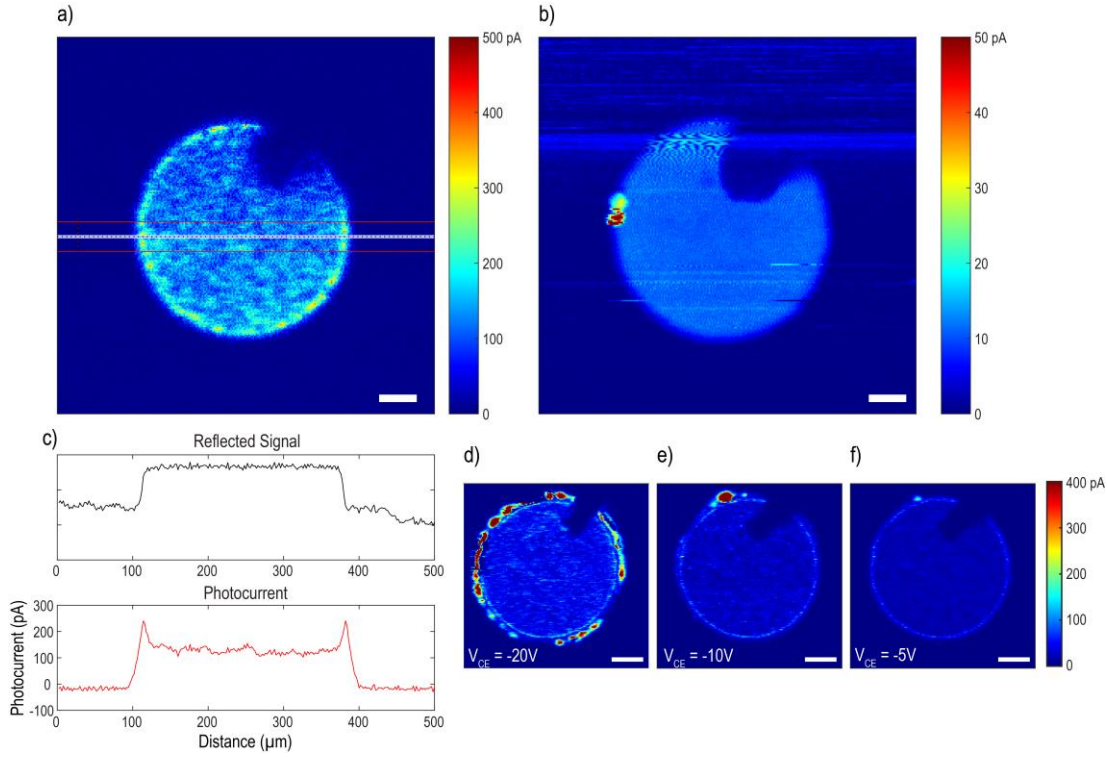 a)
500 pA
400
300
200
100
0
b)
50 pA
40
30
20
10
0
c)
Reflected Signal
0 100 200 300 400 500
Photocurrent
Photocurrent (pA)
300
200
100
0
-100
0 100 200 300 400 500
Distance (µm)
d)
V_CE = -20V
e)
V_CE = -10V
f)
V_CE = -5V
400 pA
300
200
100
0